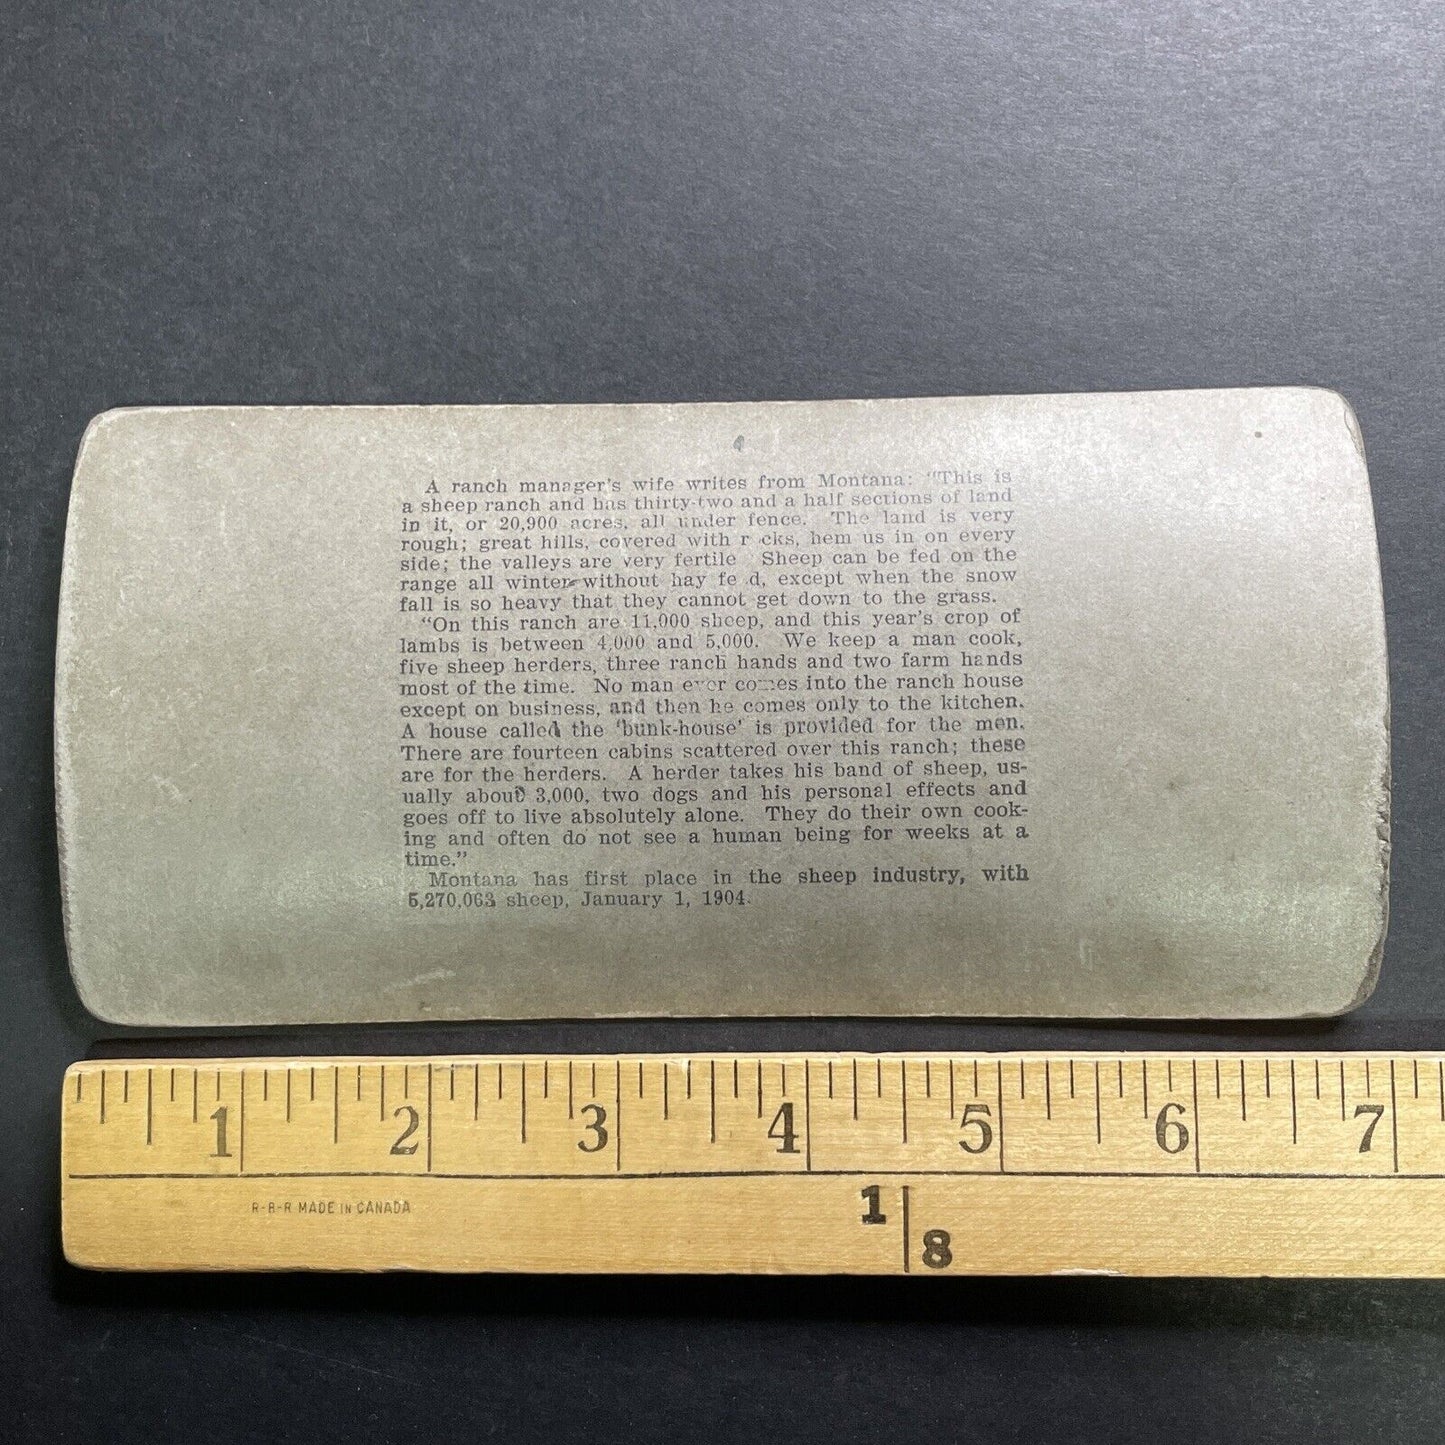 A ranch manager's wife writes from Montana: "This is
a sheep ranch and has thirty-two and a half sections of land
in it, or 20,900 acres, all under fence. The land is very
rough; great hills, covered with rocks, hem us in on every
side; the valleys are very fertile Sheep can be fed on the
range all winter without hay feed, except when the snow
fall is so heavy that they cannot get down to the grass.
"On this ranch are 11,000 sheep, and this year's crop of
lambs is between 4,000 and 5,000. We keep a man cook,
five sheep herders, three ranch hands and two farm hands
most of the time. No man ever comes into the ranch house
except on business, and then he comes only to the kitchen.
A house called the 'bunk-house' is provided for the men.
There are fourteen cabins scattered over this ranch; these
are for the herders. A herder takes his band of sheep, us-
ually about 3,000, two dogs and his personal effects and
goes off to live absolutely alone. They do their own cook-
ing and often do not see a human being for weeks at a
time."
Montana has first place in the sheep industry, with
5,270,063 sheep, January 1, 1904.
1 2 3 4 5 6 7
R-B-R MADE IN CANADA
1
8